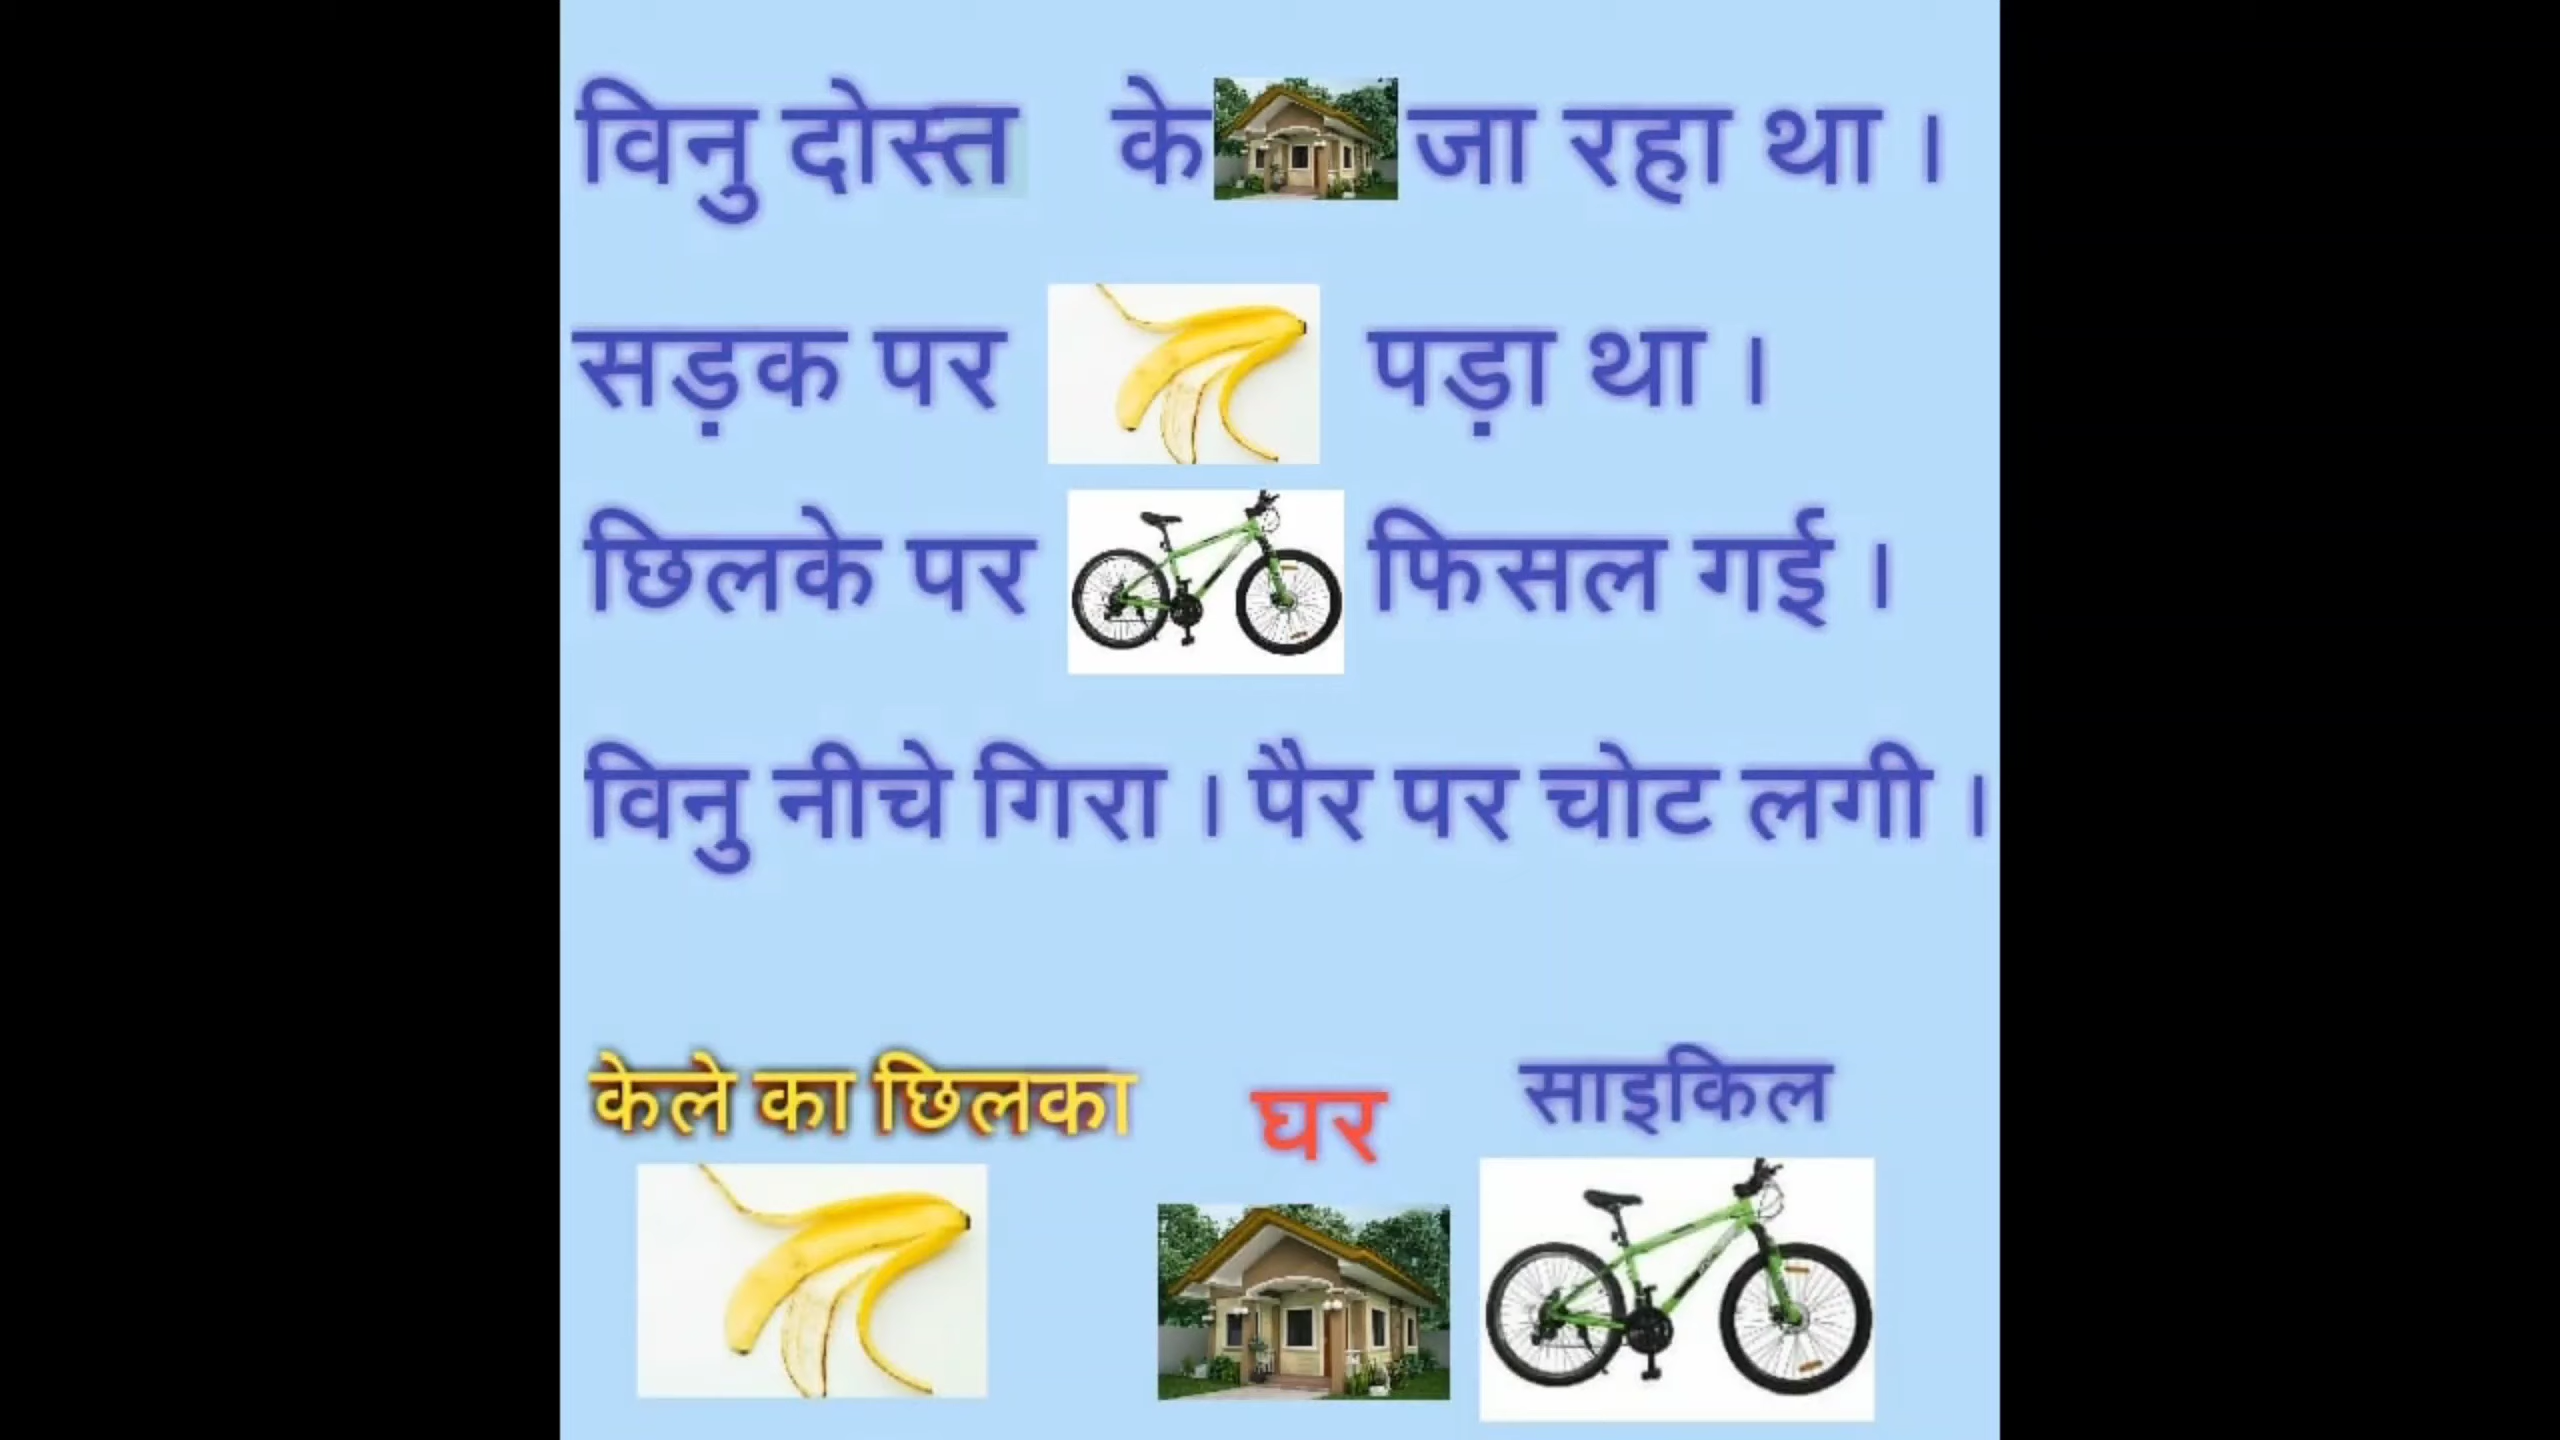 विनु दोस्त के जा रहा था ।
सड़क पर पड़ा था ।
छिलके पर फिसल गई ।
विनु नीचे गिरा । पैर पर चोट लगी ।
केले का छिलका घर साइकिल